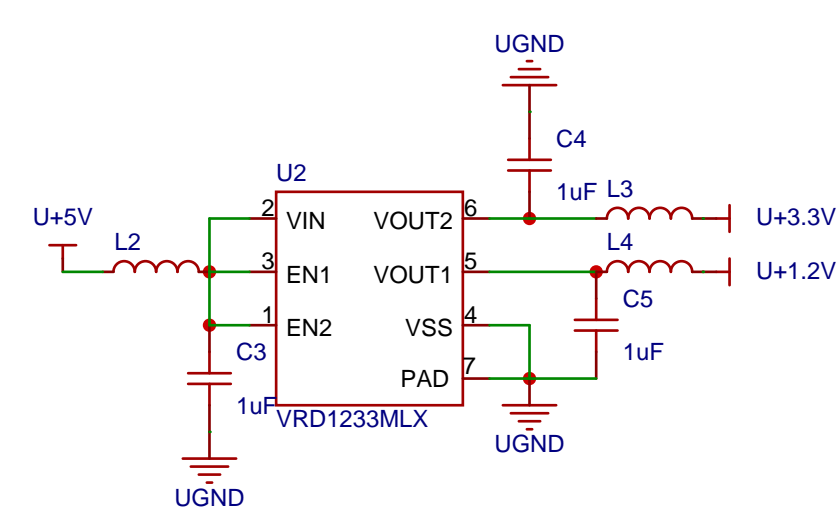 UGND
C4
1uF
L3
U2
U+5V
L2
2
VIN
VOUT2
6
U+3.3V
L4
3
EN1
VOUT1
5
U+1.2V
C5
1
EN2
VSS
4
C3
1uF
PAD
7
1uF
VRD1233MLX
UGND
UGND